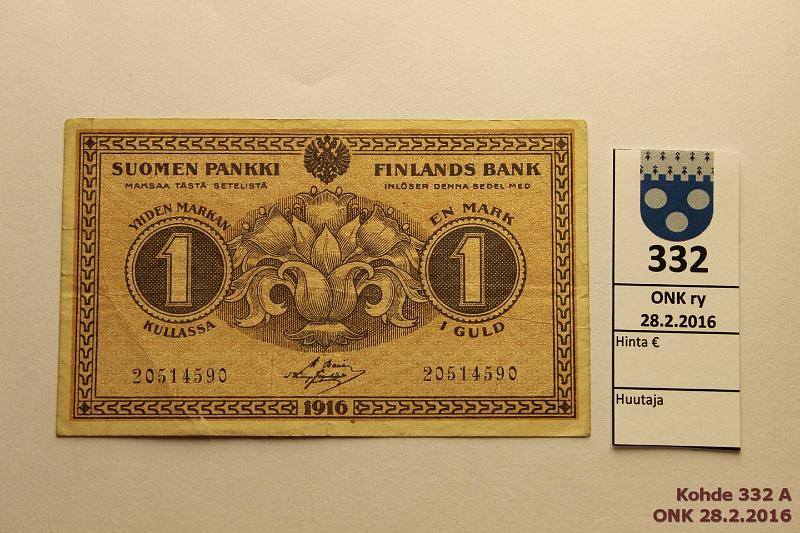 SUOMEN PANKKI
MAKSAA TÄSTÄ SETELISTÄ
FINLANDS BANK
INLÖSER DENNA SEDEL MED
YHDEN MARKAN
1
KULLASSA
EN MARK
1
I GULD
20514590
20514590
1916
332
ONK ry
28.2.2016
Hinta €
Huutaja
Kohde 332 A
ONK 28.2.2016